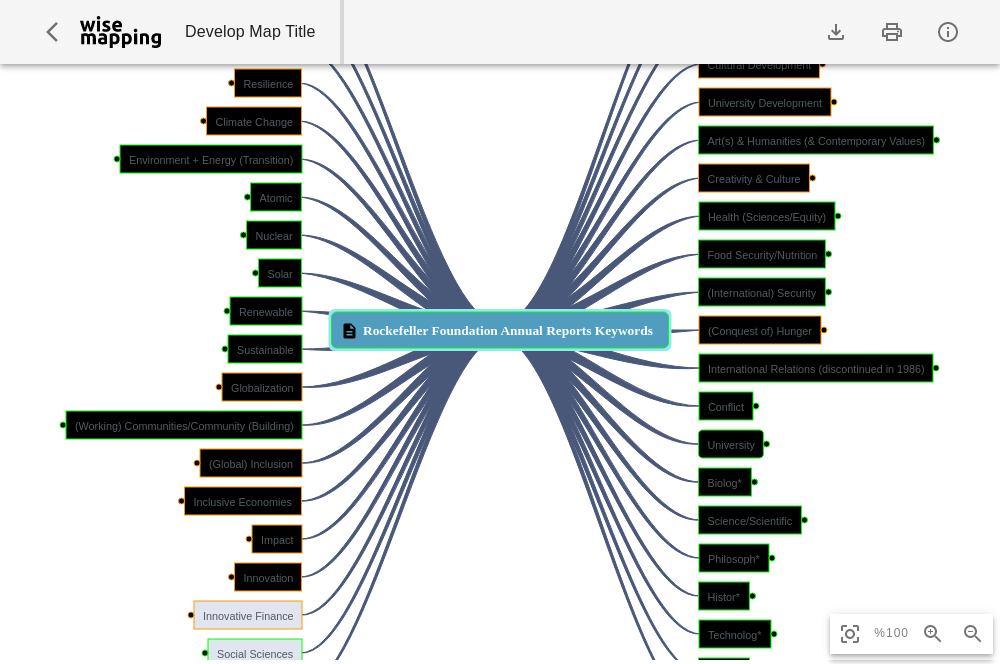 wise
mapping
Develop Map Title
Resilience
Climate Change
Environment + Energy (Transition)
Atomic
Nuclear
Solar
Renewable
Sustainable
Globalization
(Working) Communities/Community (Building)
(Global) Inclusion
Inclusive Economies
Impact
Innovation
Innovative Finance
Social Sciences
Rockefeller Foundation Annual Reports Keywords
Cultural Development
University Development
Art(s) & Humanities (& Contemporary Values)
Creativity & Culture
Health (Sciences/Equity)
Food Security/Nutrition
(International) Security
(Conquest of) Hunger
International Relations (discontinued in 1986)
Conflict
University
Biolog*
Science/Scientific
Philosoph*
Histor*
Technolog*
%100